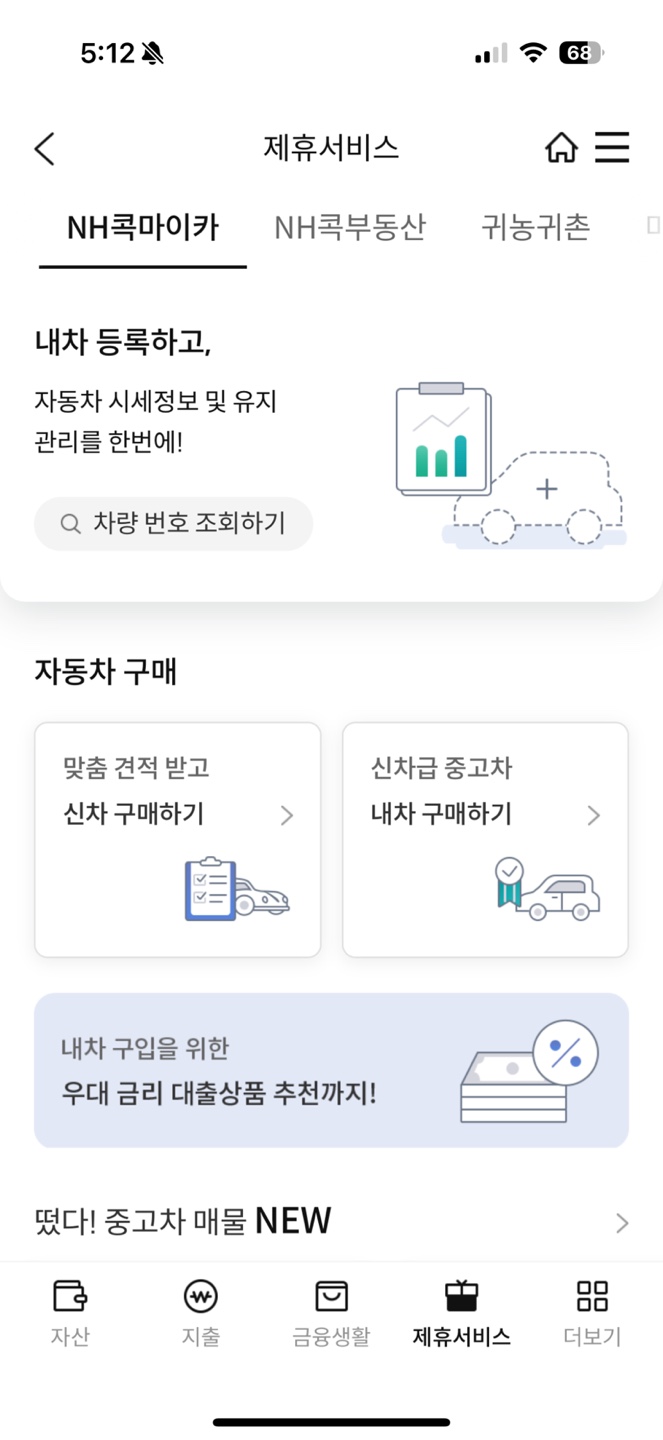 5:12
68
제휴서비스
NH콕마이카 NH콕부동산 귀농귀촌
내차 등록하고,
자동차 시세정보 및 유지
관리를 한번에!
차량 번호 조회하기
자동차 구매
맞춤 견적 받고
신차 구매하기
신차급 중고차
내차 구매하기
내차 구입을 위한
우대 금리 대출상품 추천까지!
떴다! 중고차 매물 NEW
자산 지출 금융생활 제휴서비스 더보기